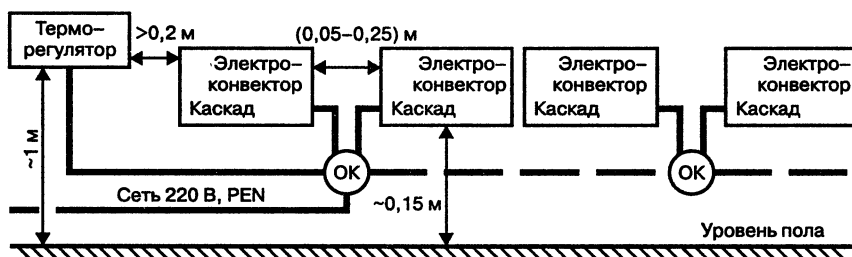 Термо-
регулятор
>0,2 м
(0,05–0,25) м
Электро-
конвектор
Каскад
Электро-
конвектор
Каскад
Электро-
конвектор
Каскад
Электро-
конвектор
Каскад
~1 м
ОК
ОК
Сеть 220 В, PEN
~0,15 м
Уровень пола